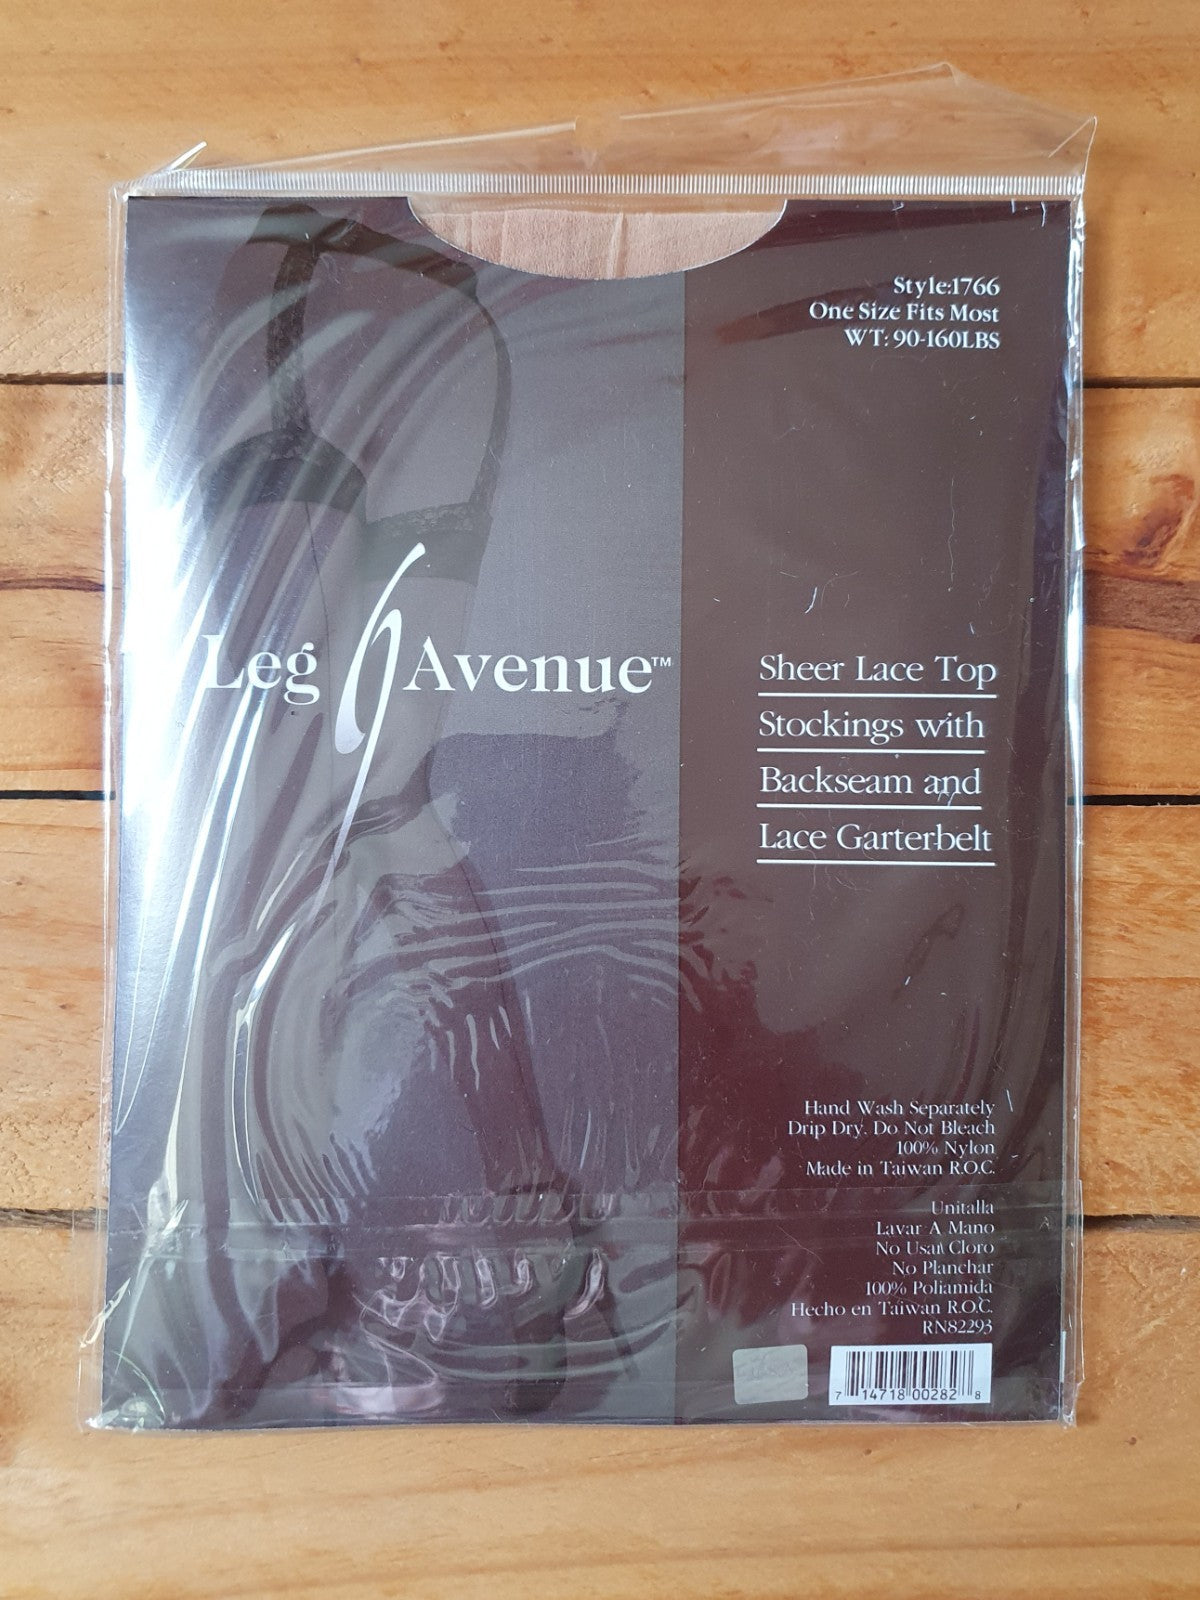 Style:1766
One Size Fits Most
WT: 90-160LBS
Leg Avenue™
Sheer Lace Top
Stockings with
Backseam and
Lace Garterbelt
Hand Wash Separately
Drip Dry. Do Not Bleach
100% Nylon
Made in Taiwan R.O.C.
Unitalla
Lavar A Mano
No Usar Cloro
No Planchar
100% Poliamida
Hecho en Taiwan R.O.C.
RN82293
7 14718 00282 8